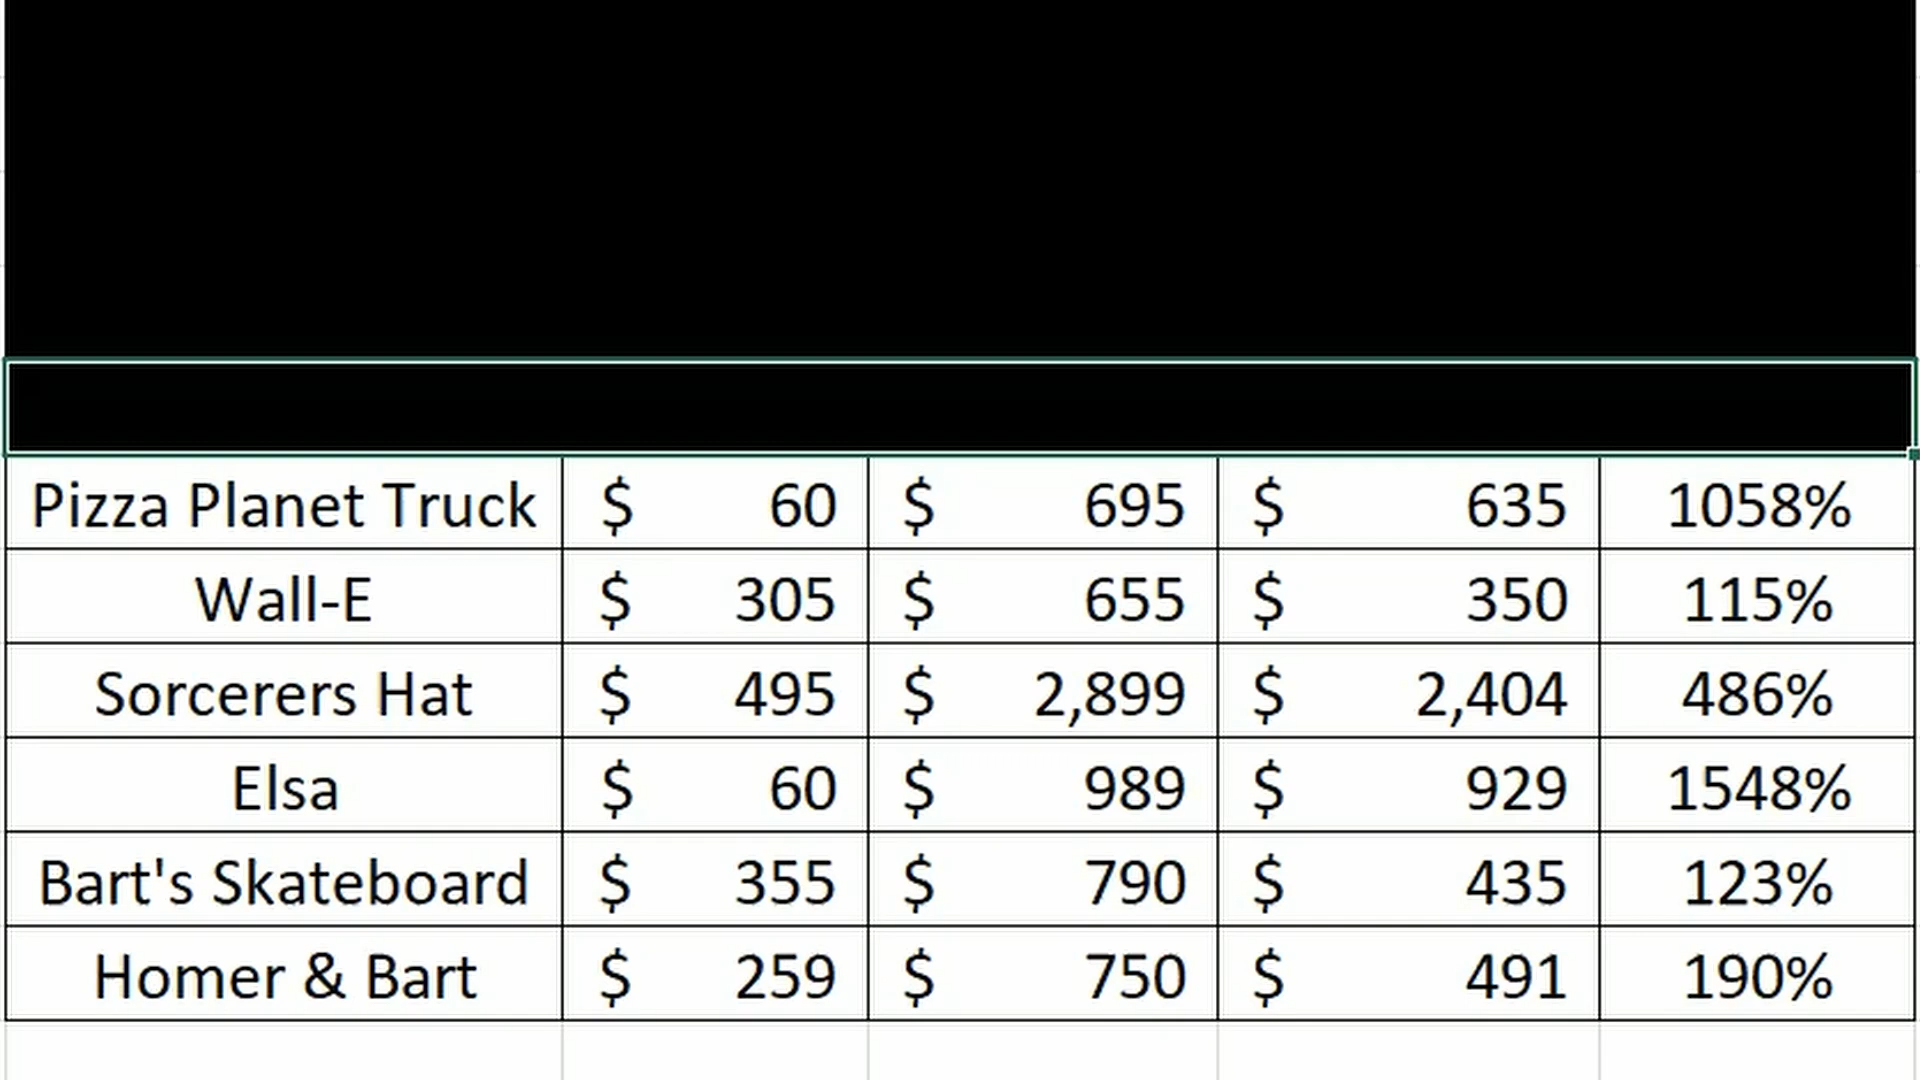 Pizza Planet Truck $ 60 $ 695 $ 635 1058%
Wall-E $ 305 $ 655 $ 350 115%
Sorcerers Hat $ 495 $ 2,899 $ 2,404 486%
Elsa $ 60 $ 989 $ 929 1548%
Bart's Skateboard $ 355 $ 790 $ 435 123%
Homer & Bart $ 259 $ 750 $ 491 190%